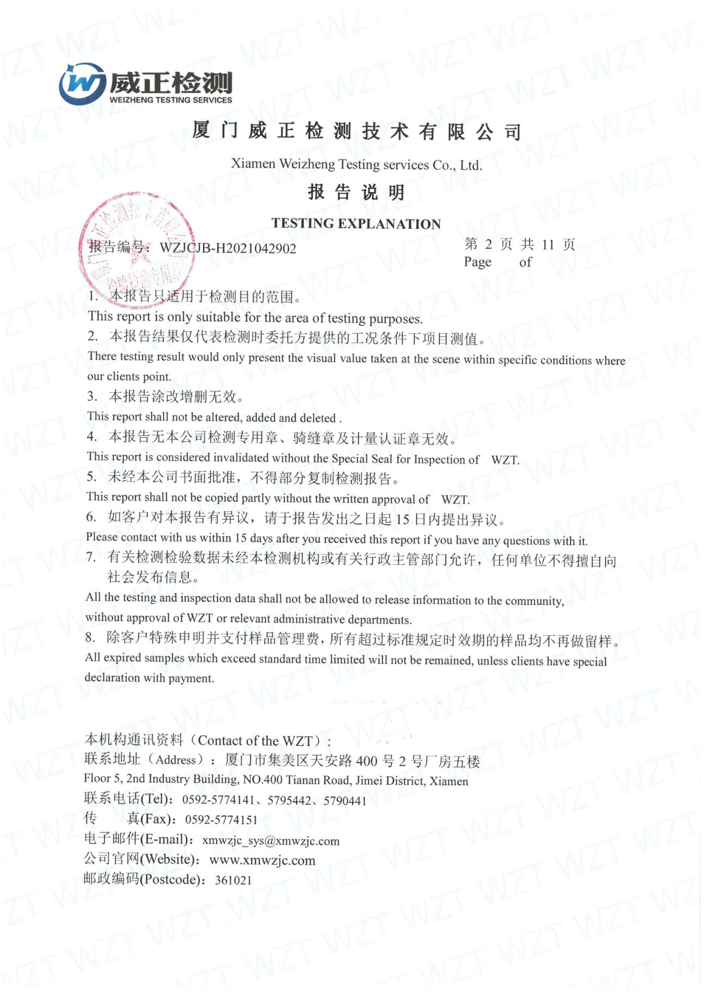 威正检测
WEIZHENG TESTING SERVICES
厦门威正检测技术有限公司
Xiamen Weizheng Testing services Co., Ltd.
报告说明
TESTING EXPLANATION
厦门威正检测技术有限公司
检验检测专用章
报告编号：WZJCJB-H2021042902
第 2 页 共 11 页
Page of
1. 本报告只适用于检测目的范围。
This report is only suitable for the area of testing purposes.
2. 本报告结果仅代表检测时委托方提供的工况条件下项目测值。
There testing result would only present the visual value taken at the scene within specific conditions where
our clients point.
3. 本报告涂改增删无效。
This report shall not be altered, added and deleted .
4. 本报告无本公司检测专用章、骑缝章及计量认证章无效。
This report is considered invalidated without the Special Seal for Inspection of WZT.
5. 未经本公司书面批准，不得部分复制检测报告。
This report shall not be copied partly without the written approval of WZT.
6. 如客户对本报告有异议，请于报告发出之日起 15 日内提出异议。
Please contact with us within 15 days after you received this report if you have any questions with it.
7. 有关检测检验数据未经本检测机构或有关行政主管部门允许，任何单位不得擅自向
社会发布信息。
All the testing and inspection data shall not be allowed to release information to the community,
without approval of WZT or relevant administrative departments.
8. 除客户特殊申明并支付样品管理费，所有超过标准规定时效期的样品均不再做留样。
All expired samples which exceed standard time limited will not be remained, unless clients have special
declaration with payment.
本机构通讯资料（Contact of the WZT）:
联系地址（Address）：厦门市集美区天安路 400 号 2 号厂房五楼
Floor 5, 2nd Industry Building, NO.400 Tianan Road, Jimei District, Xiamen
联系电话(Tel)：0592-5774141、5795442、5790441
传 真(Fax)：0592-5774151
电子邮件(E-mail)：xmwzjc_sys@xmwzjc.com
公司官网(Website)：www.xmwzjc.com
邮政编码(Postcode)：361021